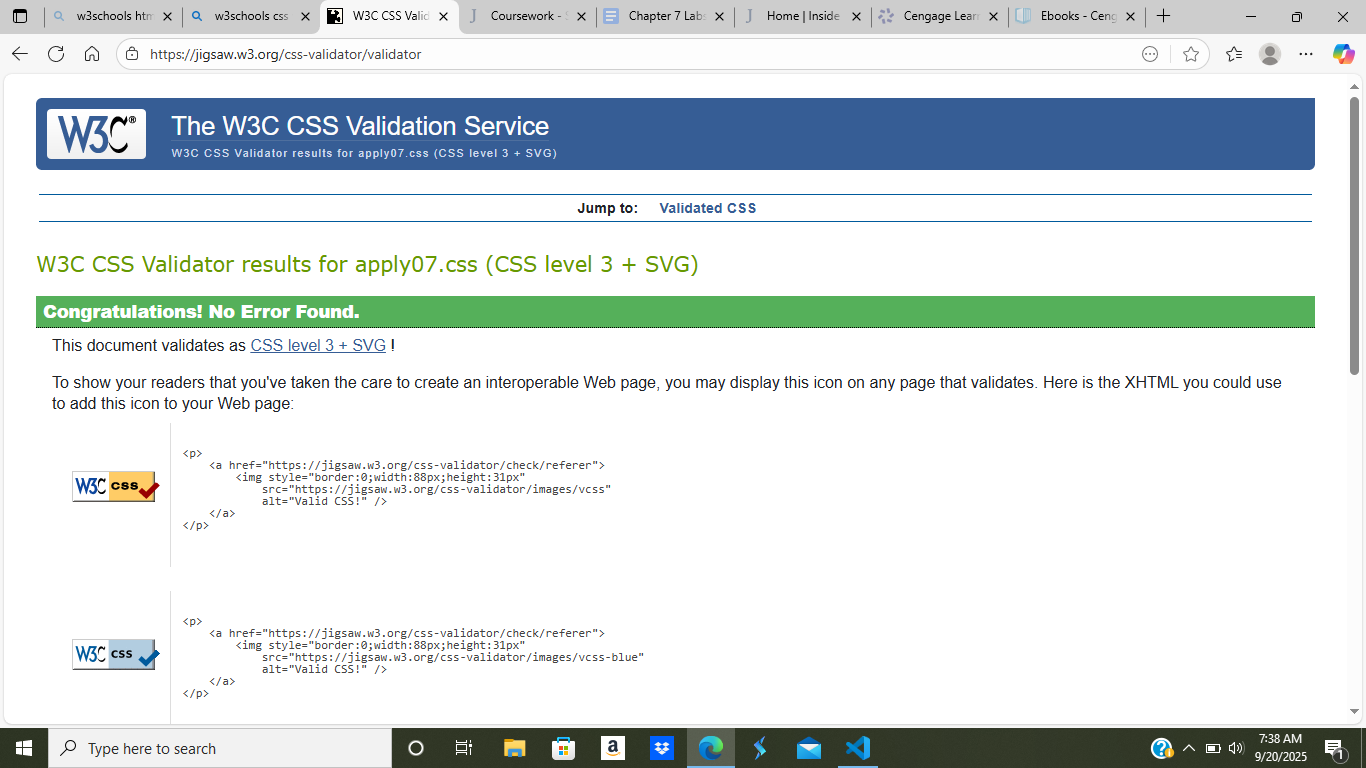 w3schools htm
w3schools css
W3C CSS Valid
Coursework - S
Chapter 7 Labs
Home | Inside
Cengage Learn
Ebooks - Ceng
https://jigsaw.w3.org/css-validator/validator
W3C®
The W3C CSS Validation Service
W3C CSS Validator results for apply07.css (CSS level 3 + SVG)
Jump to: Validated CSS
W3C CSS Validator results for apply07.css (CSS level 3 + SVG)
Congratulations! No Error Found.
This document validates as CSS level 3 + SVG !
To show your readers that you've taken the care to create an interoperable Web page, you may display this icon on any page that validates. Here is the XHTML you could use
to add this icon to your Web page:
W3C css
<p>
<a href="https://jigsaw.w3.org/css-validator/check/referer">
<img style="border:0;width:88px;height:31px"
src="https://jigsaw.w3.org/css-validator/images/vcss"
alt="Valid CSS!" />
</a>
</p>
W3C css
<p>
<a href="https://jigsaw.w3.org/css-validator/check/referer">
<img style="border:0;width:88px;height:31px"
src="https://jigsaw.w3.org/css-validator/images/vcss-blue"
alt="Valid CSS!" />
</a>
</p>
Type here to search
7:38 AM
9/20/2025
1